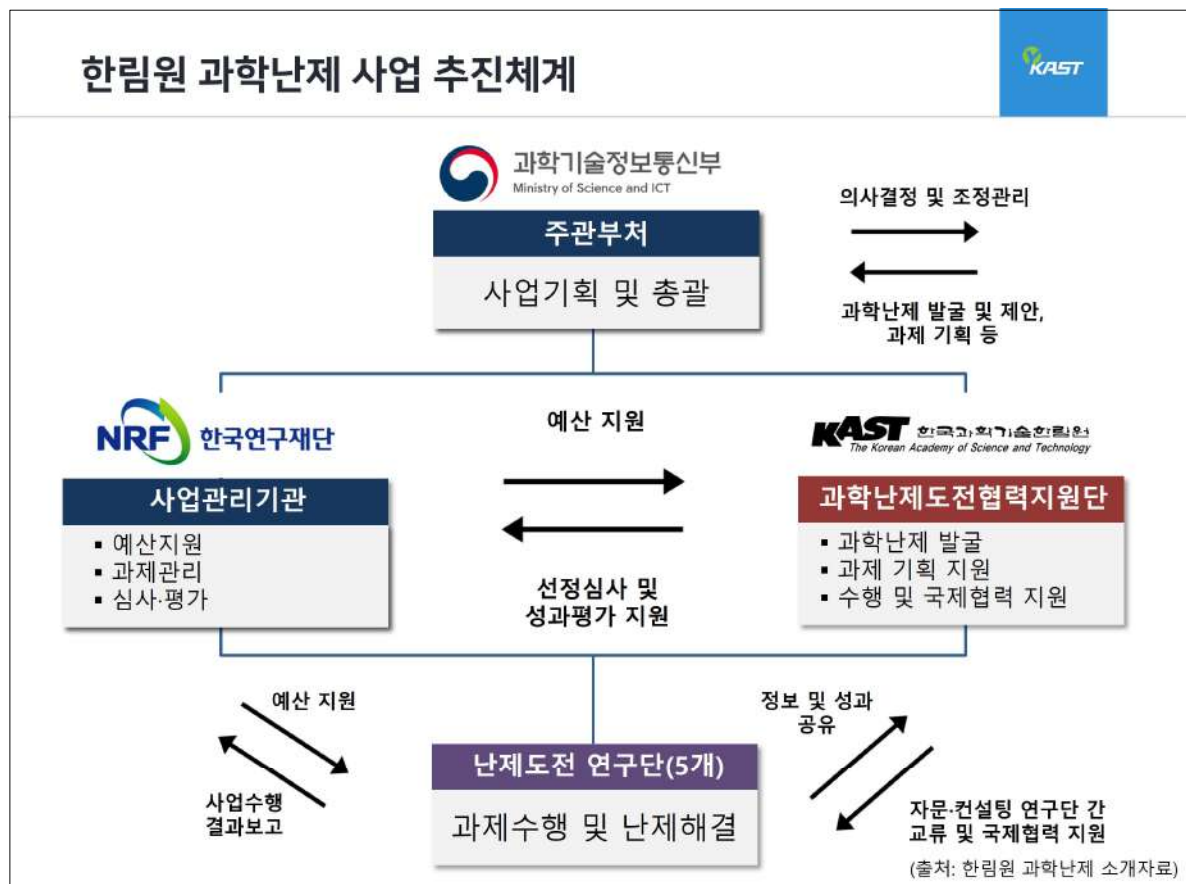 한림원 과학난제 사업 추진체계
KAST
과학기술정보통신부
Ministry of Science and ICT
주관부처
사업기획 및 총괄
의사결정 및 조정관리
과학난제 발굴 및 제안,
과제 기획 등
NRF 한국연구재단
사업관리기관
▪ 예산지원
▪ 과제관리
▪ 심사·평가
예산 지원
선정심사 및
성과평가 지원
KAST 한국과학기술한림원
The Korean Academy of Science and Technology
과학난제도전협력지원단
▪ 과학난제 발굴
▪ 과제 기획 지원
▪ 수행 및 국제협력 지원
예산 지원
사업수행
결과보고
난제도전 연구단(5개)
과제수행 및 난제해결
정보 및 성과
공유
자문·컨설팅 연구단 간
교류 및 국제협력 지원
(출처: 한림원 과학난제 소개자료)